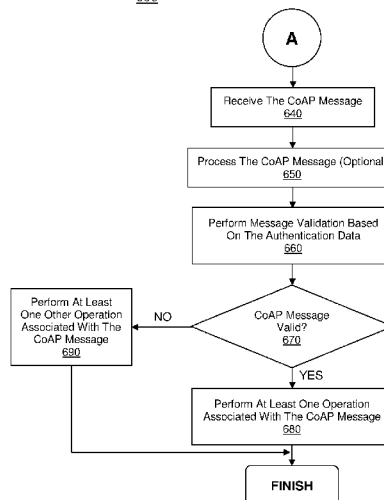 A
Receive The CoAP Message
640
Process The CoAP Message (Optional
650
Perform Message Validation Based
On The Authentication Data
660
CoAP Message
Valid?
670
NO
YES
Perform At Least
One Other Operation
Associated With The
CoAP Message
690
Perform At Least One Operation
Associated With The CoAP Message
680
FINISH